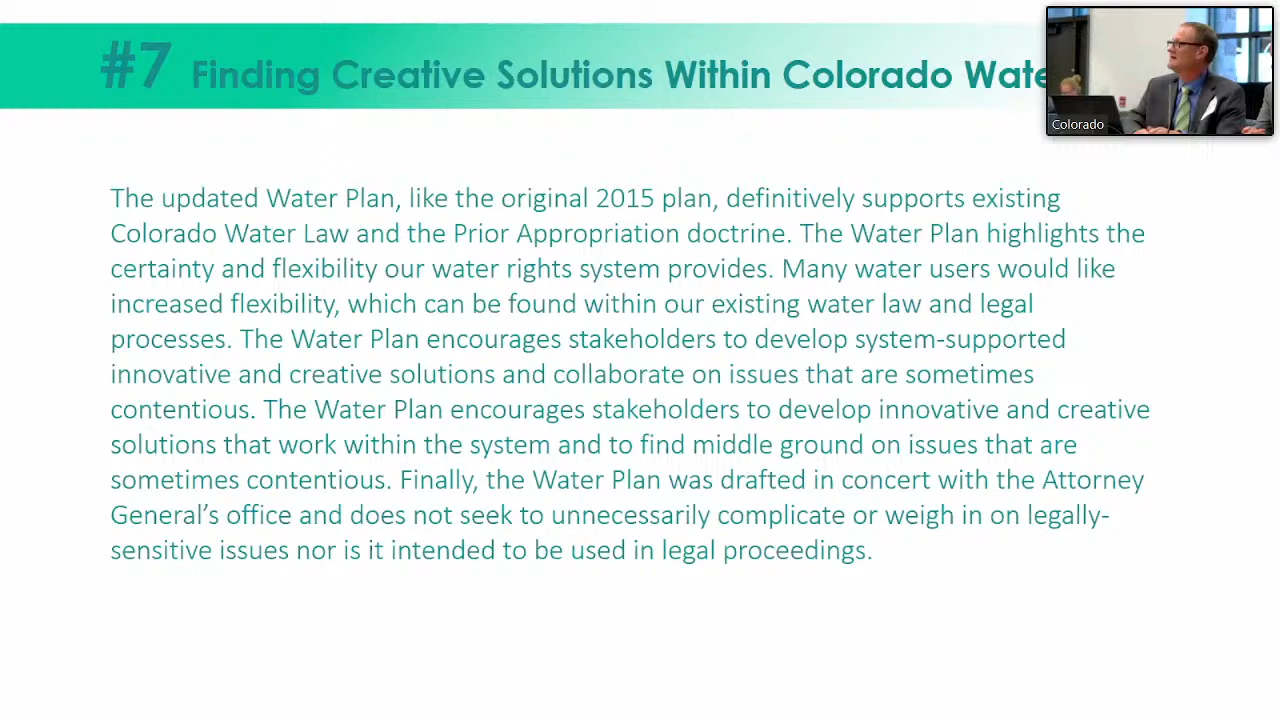 #7 Finding Creative Solutions Within Colorado Wate
Colorado
The updated Water Plan, like the original 2015 plan, definitively supports existing
Colorado Water Law and the Prior Appropriation doctrine. The Water Plan highlights the
certainty and flexibility our water rights system provides. Many water users would like
increased flexibility, which can be found within our existing water law and legal
processes. The Water Plan encourages stakeholders to develop system-supported
innovative and creative solutions and collaborate on issues that are sometimes
contentious. The Water Plan encourages stakeholders to develop innovative and creative
solutions that work within the system and to find middle ground on issues that are
sometimes contentious. Finally, the Water Plan was drafted in concert with the Attorney
General’s office and does not seek to unnecessarily complicate or weigh in on legally-
sensitive issues nor is it intended to be used in legal proceedings.